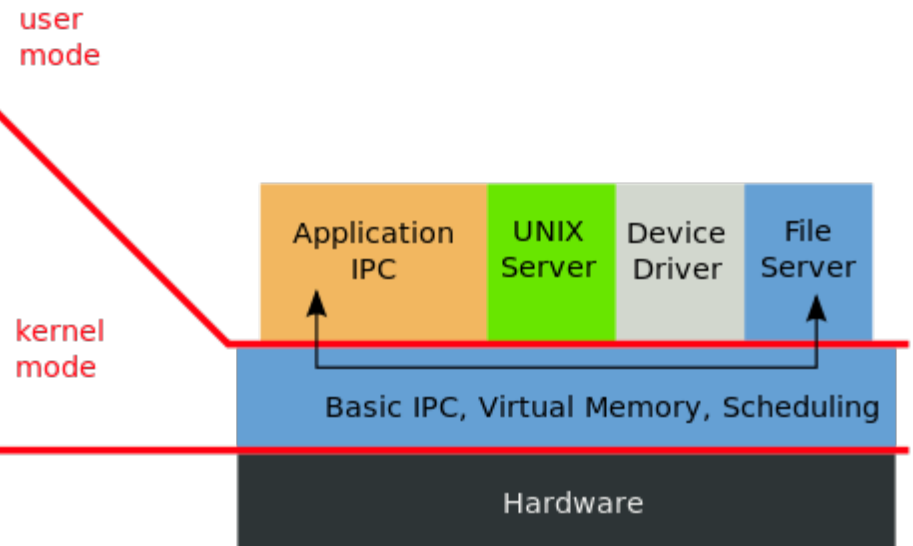 user
mode
Application
IPC
UNIX
Server
Device
Driver
File
Server
kernel
mode
Basic IPC, Virtual Memory, Scheduling
Hardware